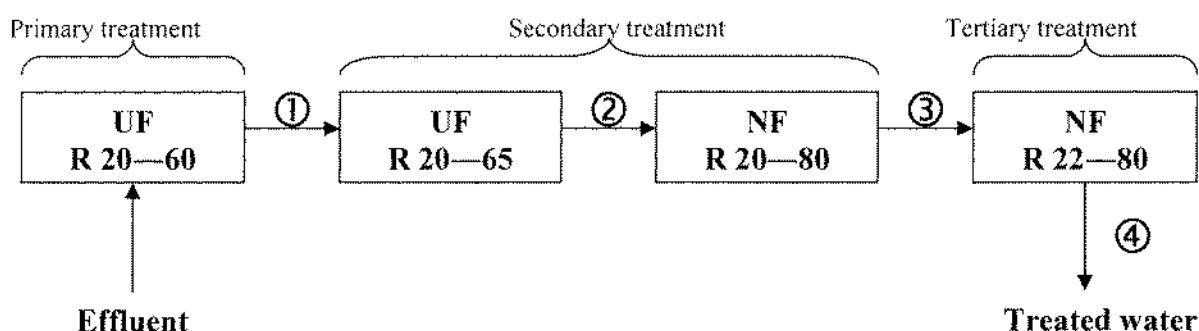 Primary treatment
Secondary treatment
Tertiary treatment
UF
R 20—60
①
UF
R 20—65
②
NF
R 20—80
③
NF
R 22—80
④
Effluent
Treated water